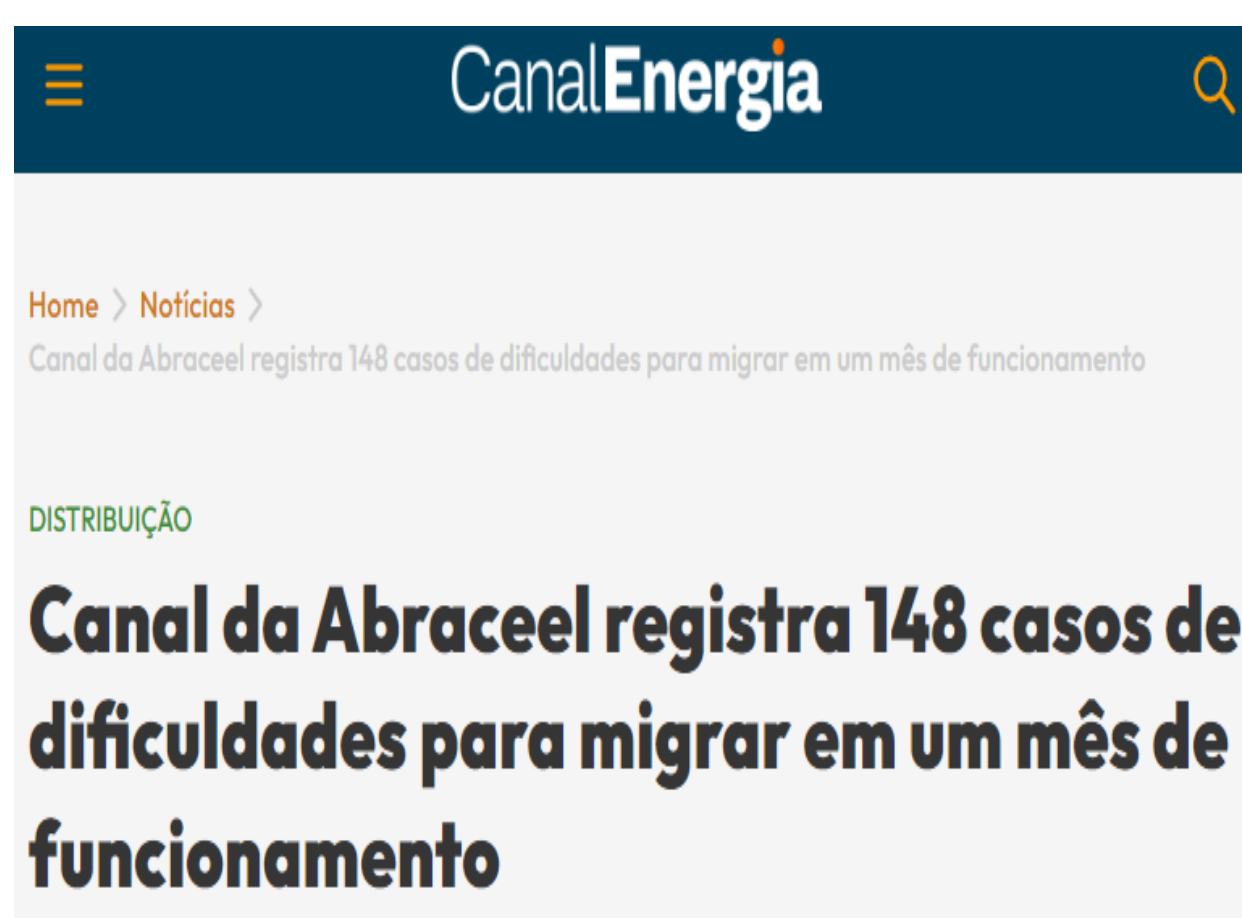 CanalEnergia
Home > Notícias >
Canal da Abraceel registra 148 casos de dificuldades para migrar em um mês de funcionamento
DISTRIBUIÇÃO
Canal da Abraceel registra 148 casos de
dificuldades para migrar em um mês de
funcionamento